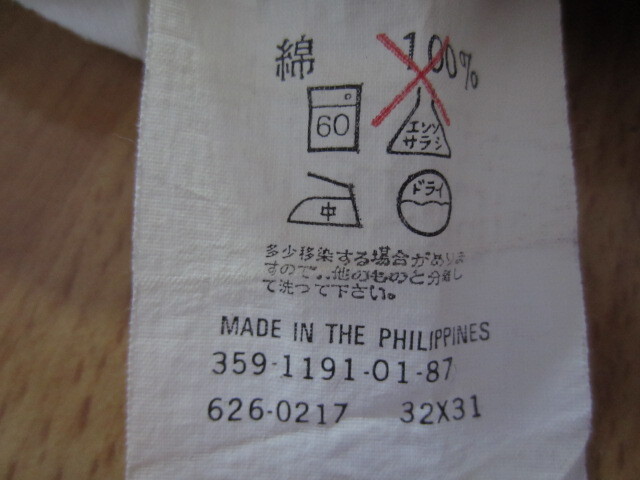 綿 100%
60 エンソ
サラシ
中 ドライ
多少移染する場合があります
すので、他のものと分離し
て洗って下さい。
MADE IN THE PHILIPPINES
359-1191-01-87
626-0217 32X31